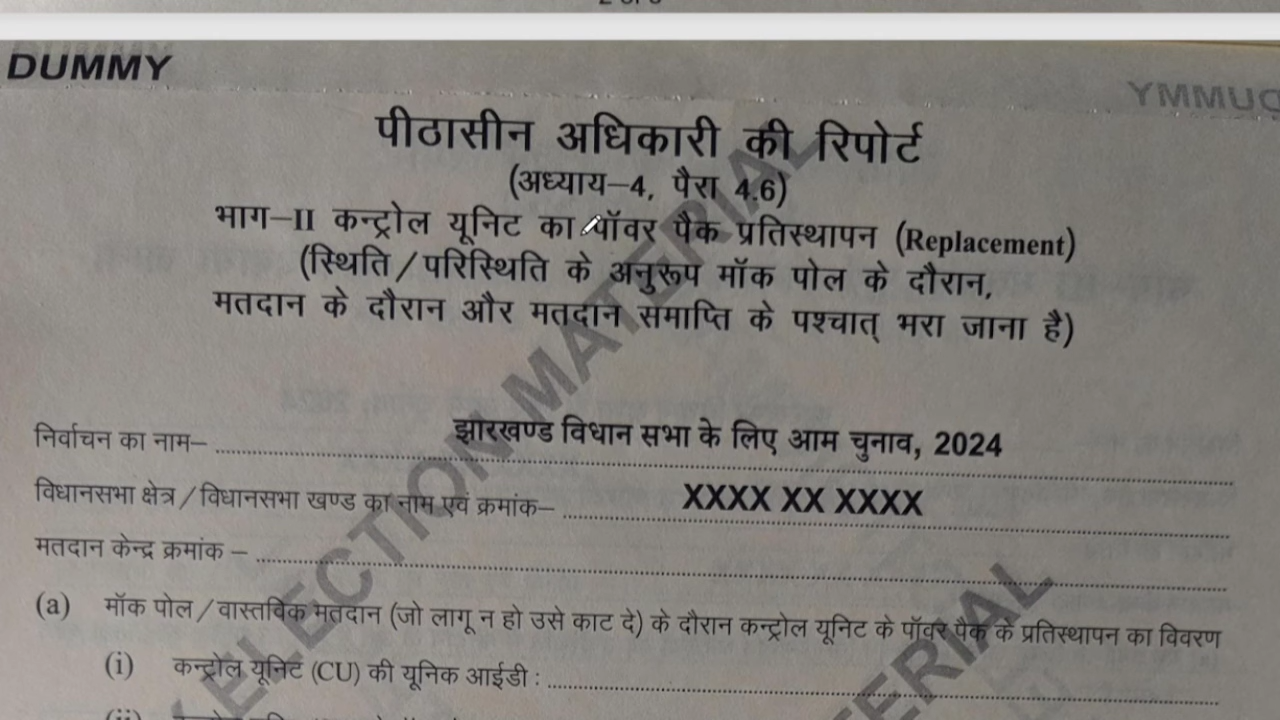 DUMMY
DUMMY
पीठासीन अधिकारी की रिपोर्ट
(अध्याय–4, पैरा 4.6)
भाग–II कन्ट्रोल यूनिट का पॉवर पैक प्रतिस्थापन (Replacement)
(स्थिति / परिस्थिति के अनुरूप मॉक पोल के दौरान,
मतदान के दौरान और मतदान समाप्ति के पश्चात् भरा जाना है)
निर्वाचन का नाम– झारखण्ड विधान सभा के लिए आम चुनाव, 2024
विधानसभा क्षेत्र / विधानसभा खण्ड का नाम एवं क्रमांक– XXXX XX XXXX
मतदान केन्द्र क्रमांक –
(a) मॉक पोल / वास्तविक मतदान (जो लागू न हो उसे काट दे) के दौरान कन्ट्रोल यूनिट के पॉवर पैक के प्रतिस्थापन का विवरण
(i) कन्ट्रोल यूनिट (CU) की यूनिक आईडी :
ELECTION MATERIAL